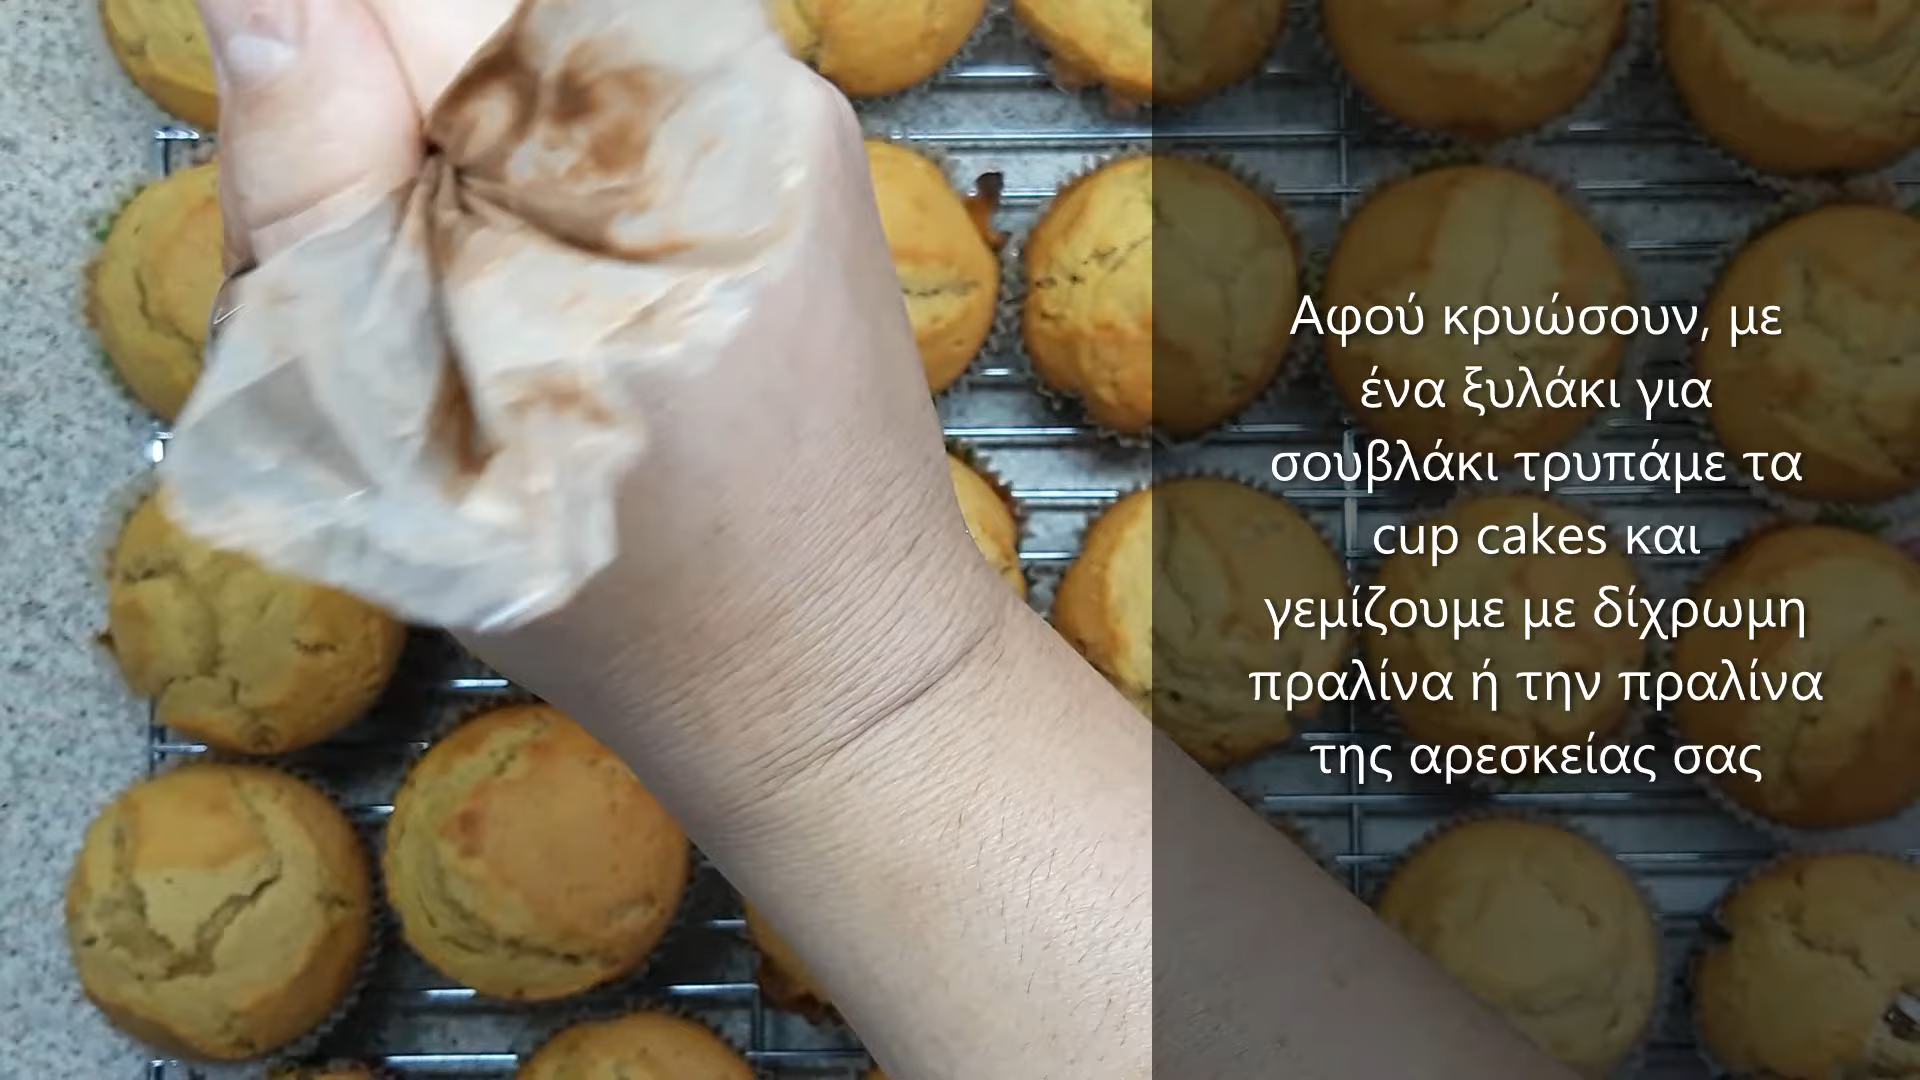 Αφού κρυώσουν, με
ένα ξυλάκι για
σουβλάκι τρυπάμε τα
cup cakes και
γεμίζουμε με δίχρωμη
πραλίνα ή την πραλίνα
της αρεσκείας σας